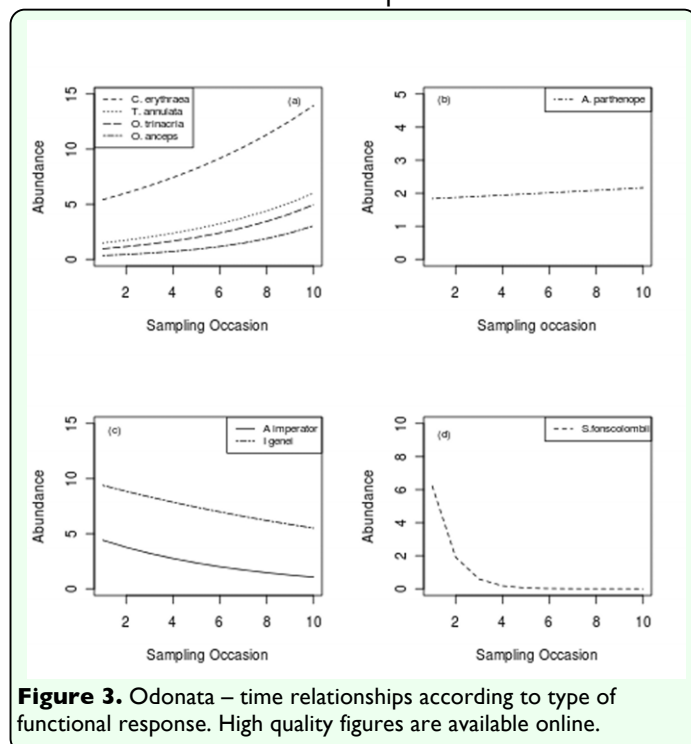 C. erythraea
T. annulata
O. trinacria
O. anceps
(a)
15
10
5
0
Abundance
2 4 6 8 10
Sampling Occasion
(b)
A. parthenope
5
4
3
2
1
0
Abundance
2 4 6 8 10
Sampling occasion
(c)
A imperator
I genei
15
10
5
0
Abundance
2 4 6 8 10
Sampling Occasion
(d)
S.fonscolombii
10
8
6
4
2
0
Abundance
2 4 6 8 10
Sampling Occasion
Figure 3. Odonata – time relationships according to type of
functional response. High quality figures are available online.